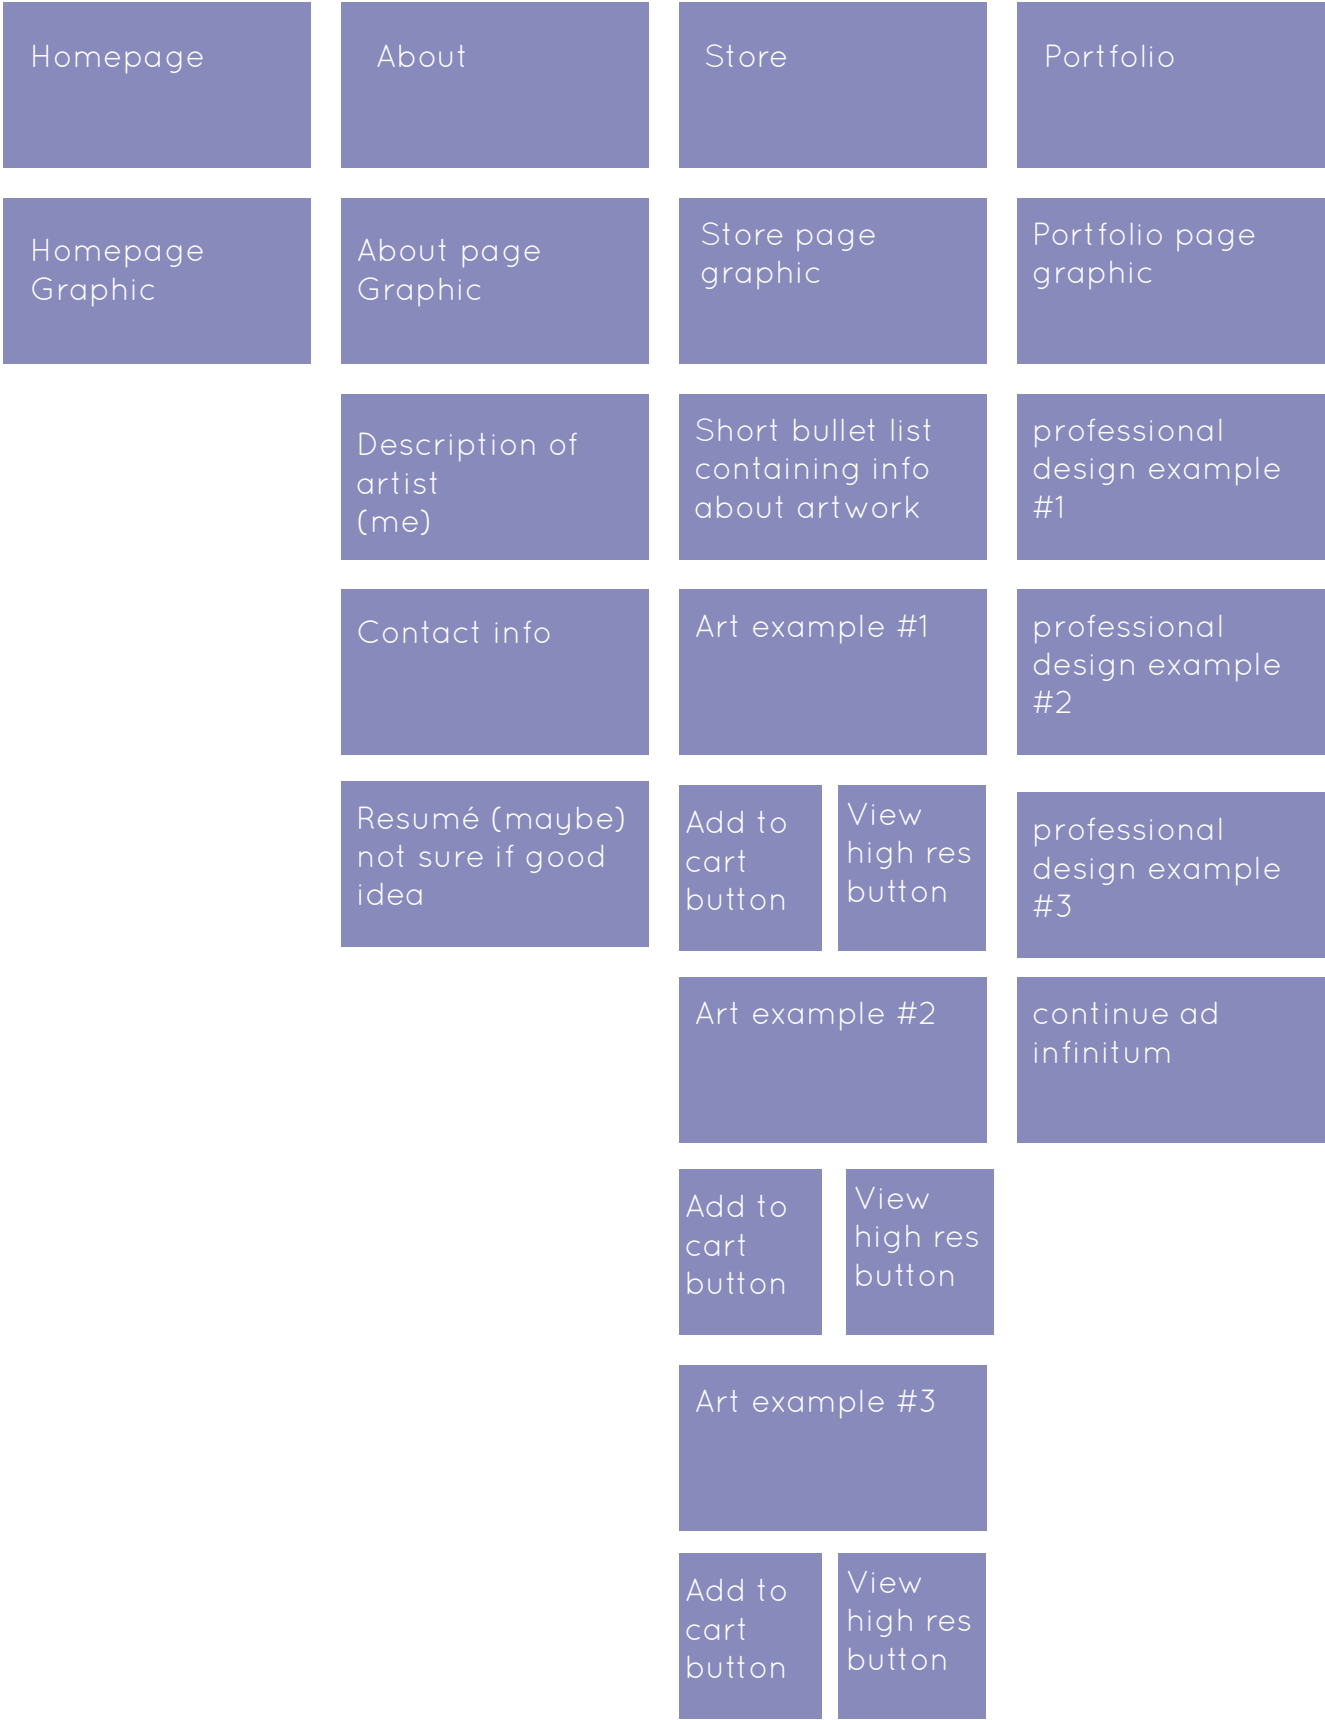 Homepage
About
Store
Portfolio
Homepage
Graphic
About page
Graphic
Store page
graphic
Portfolio page
graphic
Description of
artist
(me)
Short bullet list
containing info
about artwork
professional
design example
#1
Contact info
Art example #1
professional
design example
#2
Resumé (maybe)
not sure if good
idea
Add to
cart
button
View
high res
button
professional
design example
#3
Art example #2
continue ad
infinitum
Add to
cart
button
View
high res
button
Art example #3
Add to
cart
button
View
high res
button